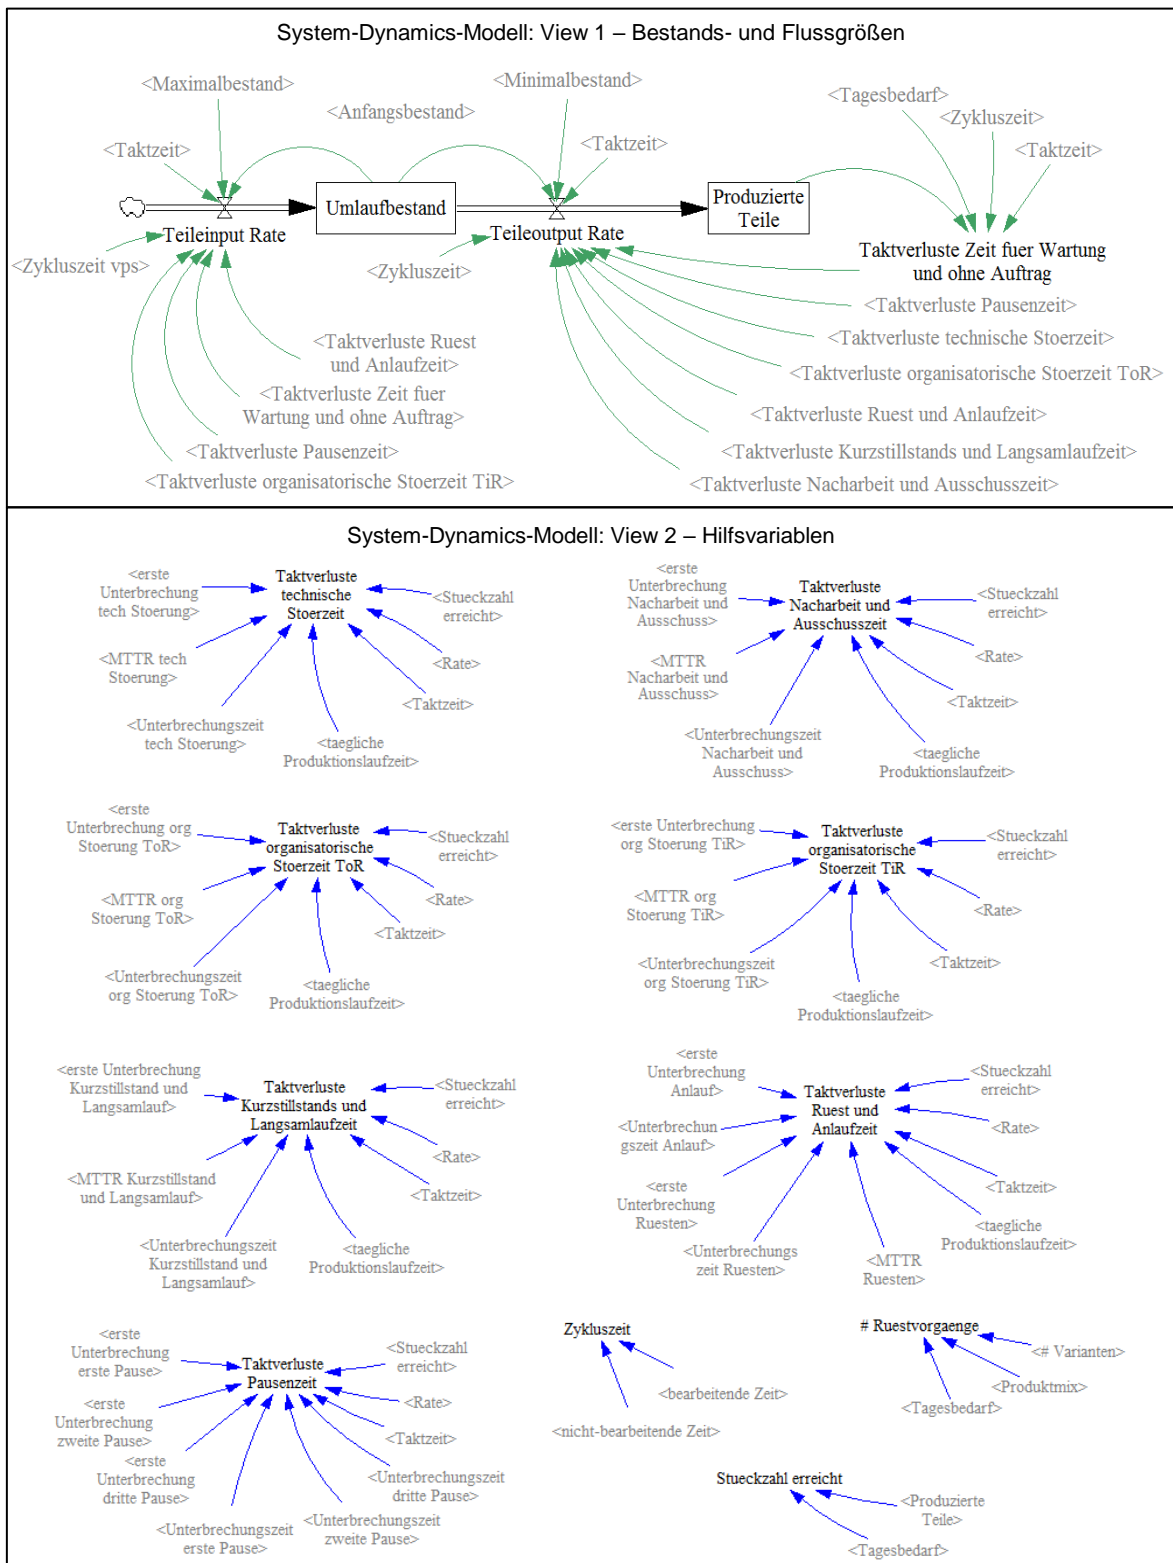 System-Dynamics-Modell: View 1 – Bestands- und Flussgrößen
<Maximalbestand>
<Anfangsbestand>
<Minimalbestand>
<Tagesbedarf>
<Zykluszeit>
<Taktzeit>
<Taktzeit>
<Taktzeit>
Umlaufbestand
Produzierte
Teile
Teileinput Rate
Teileoutput Rate
Taktverluste Zeit fuer Wartung
und ohne Auftrag
<Zykluszeit vps>
<Zykluszeit>
<Taktverluste Pausenzeit>
<Taktverluste technische Stoerzeit>
<Taktverluste organisatorische Stoerzeit ToR>
<Taktverluste Ruest und Anlaufzeit>
<Taktverluste Kurzstillstands und Langsamlaufzeit>
<Taktverluste Nacharbeit und Ausschusszeit>
<Taktverluste Ruest
und Anlaufzeit>
<Taktverluste Zeit fuer
Wartung und ohne Auftrag>
<Taktverluste Pausenzeit>
<Taktverluste organisatorische Stoerzeit TiR>
System-Dynamics-Modell: View 2 – Hilfsvariablen
<erste
Unterbrechung
tech Stoerung>
Taktverluste
technische
Stoerzeit
<Stueckzahl
erreicht>
<MTTR tech
Stoerung>
<Rate>
<Taktzeit>
<Unterbrechungszeit
tech Stoerung>
<taegliche
Produktionslaufzeit>
<erste
Unterbrechung
Nacharbeit und
Ausschuss>
Taktverluste
Nacharbeit und
Ausschusszeit
<Stueckzahl
erreicht>
<MTTR
Nacharbeit und
Ausschuss>
<Rate>
<Taktzeit>
<Unterbrechungszeit
Nacharbeit und
Ausschuss>
<taegliche
Produktionslaufzeit>
<erste
Unterbrechung org
Stoerung ToR>
Taktverluste
organisatorische
Stoerzeit ToR
<Stueckzahl
erreicht>
<MTTR org
Stoerung ToR>
<Rate>
<Taktzeit>
<Unterbrechungszeit
org Stoerung ToR>
<taegliche
Produktionslaufzeit>
<erste Unterbrechung
org Stoerung TiR>
Taktverluste
organisatorische
Stoerzeit TiR
<Stueckzahl
erreicht>
<MTTR org
Stoerung TiR>
<Rate>
<Taktzeit>
<Unterbrechungszeit
org Stoerung TiR>
<taegliche
Produktionslaufzeit>
<erste Unterbrechung
Kurzstillstand und
Langsamlauf>
Taktverluste
Kurzstillstands und
Langsamlaufzeit
<Stueckzahl
erreicht>
<MTTR Kurzstillstand
und Langsamlauf>
<Rate>
<Taktzeit>
<Unterbrechungszeit
Kurzstillstand und
Langsamlauf>
<taegliche
Produktionslaufzeit>
<erste
Unterbrechung
Anlauf>
Taktverluste
Ruest und
Anlaufzeit
<Stueckzahl
erreicht>
<Unterbrechun
gszeit Anlauf>
<Rate>
<erste
Unterbrechung
Ruesten>
<Taktzeit>
<Unterbrechungs
zeit Ruesten>
<MTTR
Ruesten>
<taegliche
Produktionslaufzeit>
<erste
Unterbrechung
erste Pause>
Taktverluste
Pausenzeit
<Stueckzahl
erreicht>
<erste
Unterbrechung
zweite Pause>
<Rate>
<Taktzeit>
<erste
Unterbrechung
dritte Pause>
<Unterbrechungszeit
dritte Pause>
<Unterbrechungszeit
erste Pause>
<Unterbrechungszeit
zweite Pause>
Zykluszeit
<bearbeitende Zeit>
<nicht-bearbeitende Zeit>
# Ruestvorgaenge
<# Varianten>
<Produktmix>
<Tagesbedarf>
Stueckzahl erreicht
<Produzierte
Teile>
<Tagesbedarf>